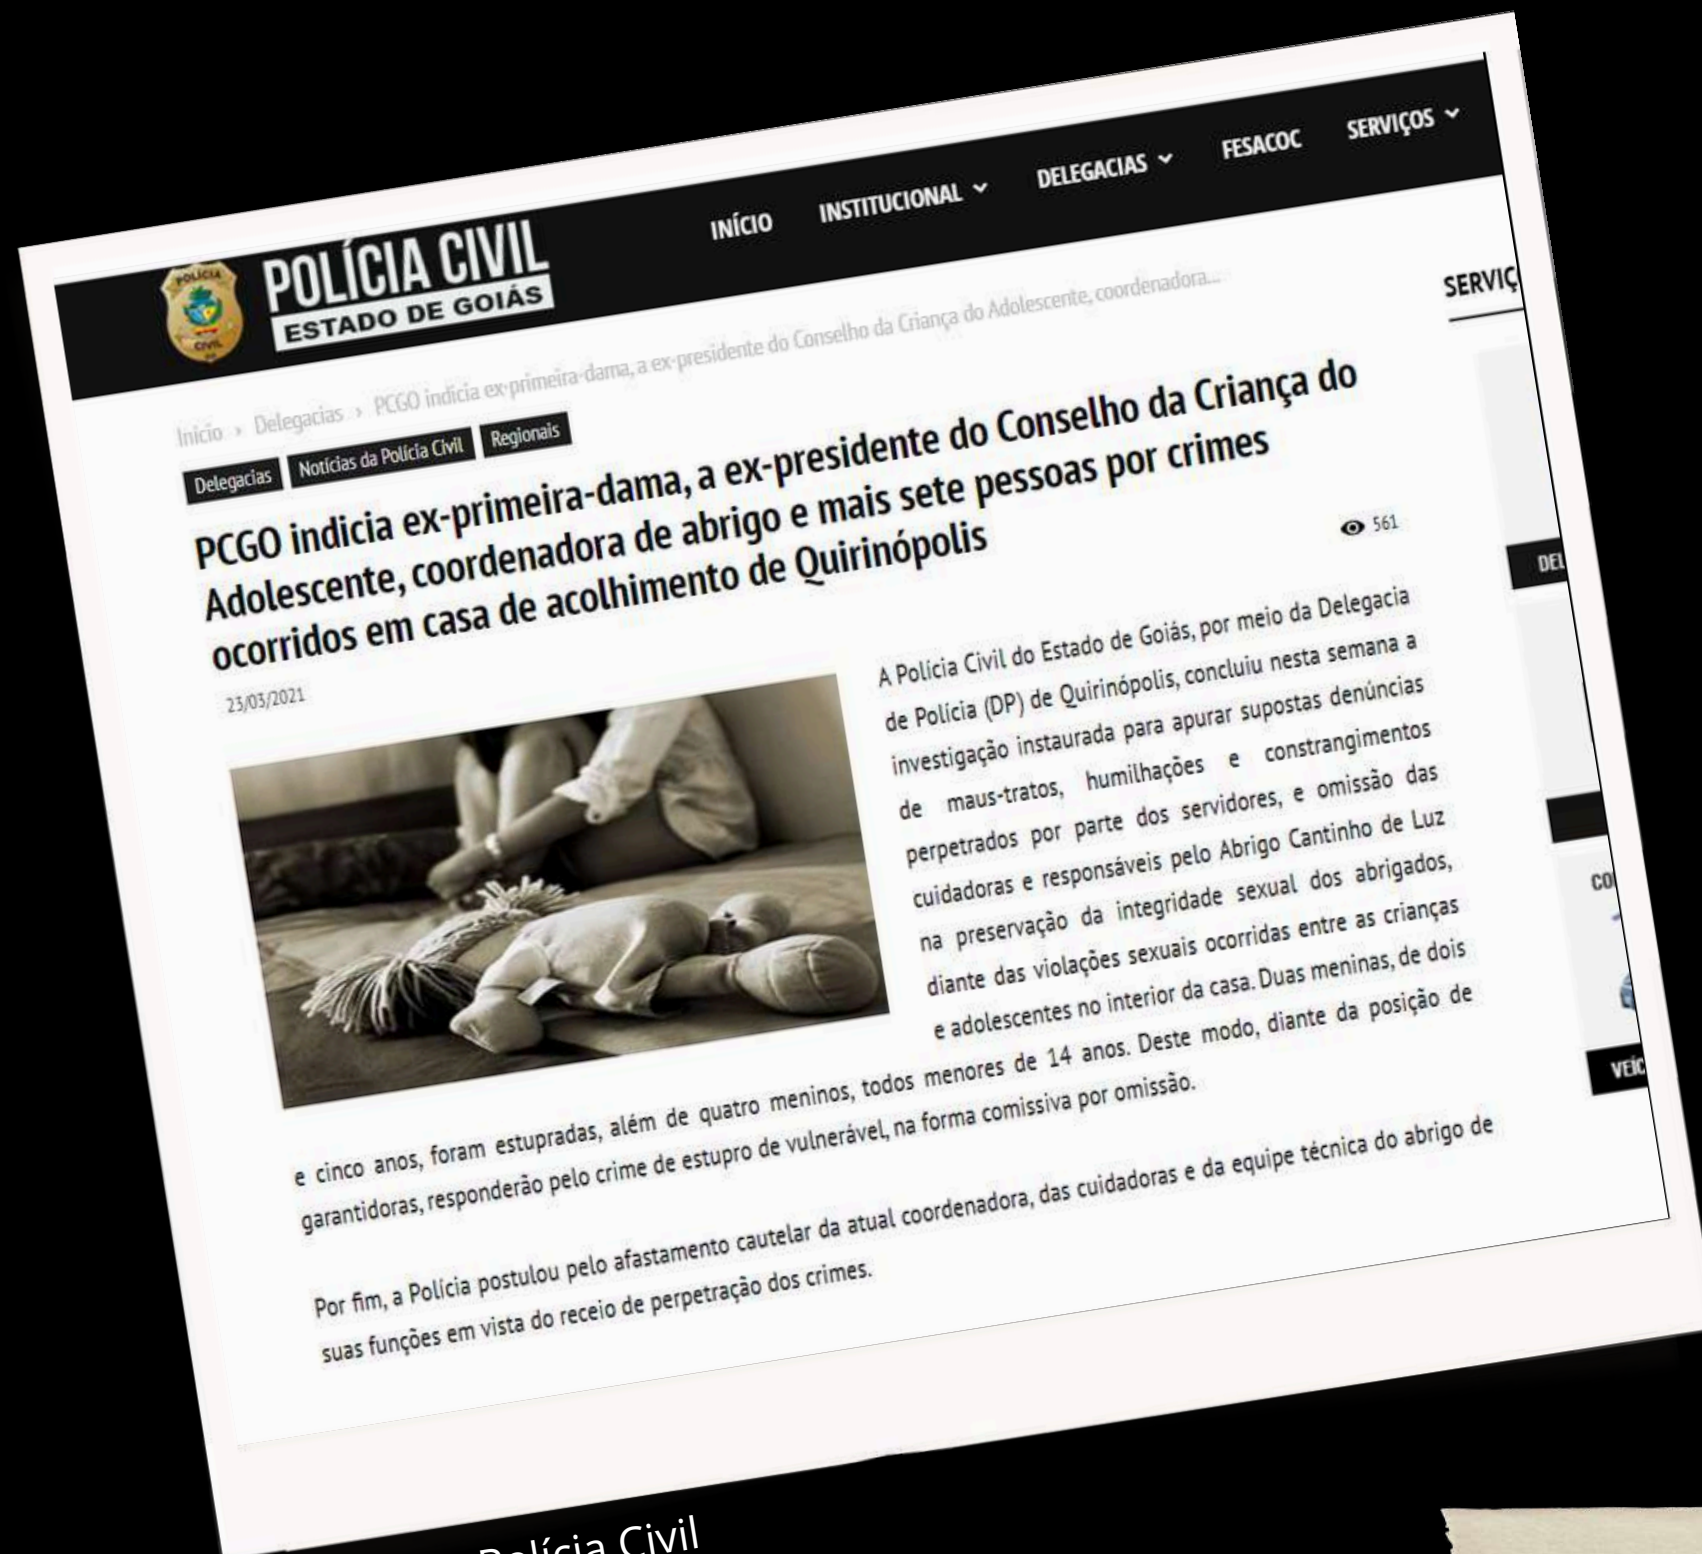 POLÍCIA CIVIL
ESTADO DE GOIÁS
POLÍCIA
CIVIL
INÍCIO
INSTITUCIONAL
DELEGACIAS
FESACOC
SERVIÇOS
Início › Delegacias › PCGO indicia ex-primeira-dama, a ex-presidente do Conselho da Criança do Adolescente, coordenadora...
Delegacias
Notícias da Polícia Civil
Regionais
PCGO indicia ex-primeira-dama, a ex-presidente do Conselho da Criança do
Adolescente, coordenadora de abrigo e mais sete pessoas por crimes
ocorridos em casa de acolhimento de Quirinópolis
23/03/2021
561
A Polícia Civil do Estado de Goiás, por meio da Delegacia
de Polícia (DP) de Quirinópolis, concluiu nesta semana a
investigação instaurada para apurar supostas denúncias
de maus-tratos, humilhações e constrangimentos
perpetrados por parte dos servidores, e omissão das
cuidadoras e responsáveis pelo Abrigo Cantinho de Luz
na preservação da integridade sexual dos abrigados,
diante das violações sexuais ocorridas entre as crianças
e adolescentes no interior da casa. Duas meninas, de dois
e cinco anos, foram estupradas, além de quatro meninos, todos menores de 14 anos. Deste modo, diante da posição de
garantidoras, responderão pelo crime de estupro de vulnerável, na forma comissiva por omissão.
Por fim, a Polícia postulou pelo afastamento cautelar da atual coordenadora, das cuidadoras e da equipe técnica do abrigo de
suas funções em vista do receio de perpetração dos crimes.
SERVIÇ
DEL
CO
VEÍC
Polícia Civil